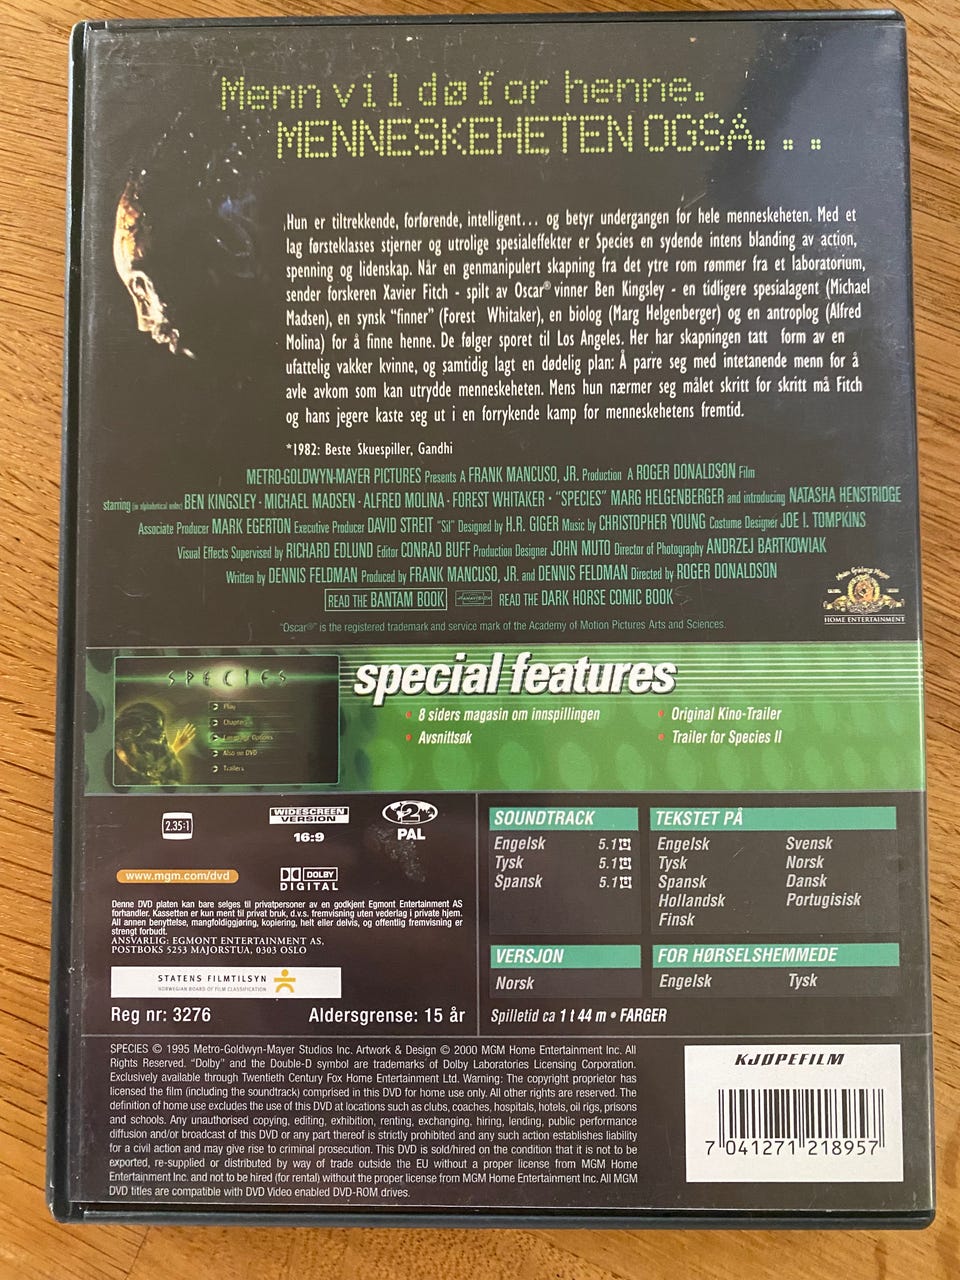 Menn vil dø for henne.
MENNESKEHETEN OGSÅ...
Hun er tiltrekkende, forførende, intelligent... og betyr undergangen for hele menneskeheten. Med et
lag førsteklasses stjerner og utrolige spesialeffekter er Species en sydende intens blanding av action,
spenning og lidenskap. Når en genmanipulert skapning fra det ytre rom rømmer fra et laboratorium,
sender forskeren Xavier Fitch - spilt av Oscar® vinner Ben Kingsley - en tidligere spesialagent (Michael
Madsen), en synsk "finner" (Forest Whitaker), en biolog (Marg Helgenberger) og en antroplog (Alfred
Molina) for å finne henne. De følger sporet til Los Angeles. Her har skapningen tatt form av en
ufattelig vakker kvinne, og samtidig lagt en dødelig plan: Å parre seg med intetanende menn for å
avle avkom som kan utrydde menneskeheten. Mens hun nærmer seg målet skritt for skritt må Fitch
og hans jegere kaste seg ut i en forrykende kamp for menneskehetens fremtid.
*1982: Beste Skuespiller, Gandhi
METRO-GOLDWYN-MAYER PICTURES Presents A FRANK MANCUSO, JR. Production A ROGER DONALDSON Film
starring (in alphabetical order) BEN KINGSLEY · MICHAEL MADSEN · ALFRED MOLINA · FOREST WHITAKER · "SPECIES" MARG HELGENBERGER and introducing NATASHA HENSTRIDGE
Associate Producer MARK EGERTON Executive Producer DAVID STREIT "Sil" Designed by H.R. GIGER Music by CHRISTOPHER YOUNG Costume Designer JOE I. TOMPKINS
Visual Effects Supervised by RICHARD EDLUND Editor CONRAD BUFF Production Designer JOHN MUTO Director of Photography ANDRZEJ BARTKOWIAK
Written by DENNIS FELDMAN Produced by FRANK MANCUSO, JR. and DENNIS FELDMAN Directed by ROGER DONALDSON
READ THE BANTAM BOOK PANAVISION READ THE DARK HORSE COMIC BOOK
Metro Goldwyn Mayer
HOME ENTERTAINMENT
"Oscar®" is the registered trademark and service mark of the Academy of Motion Pictures Arts and Sciences.
SPECIES
Play
Chapters
Language Options
Also on DVD
Trailers
special features
• 8 siders magasin om innspillingen
• Avsnittsøk
• Original Kino-Trailer
• Trailer for Species II
2.35:1
WIDESCREEN
VERSION
16:9
2
PAL
www.mgm.com/dvd
DOLBY
DIGITAL
Denne DVD platen kan bare selges til privatpersoner av en godkjent Egmont Entertainment AS
forhandler. Kassetten er kun ment til privat bruk, d.v.s. fremvisning uten vederlag i private hjem.
All annen benyttelse, mangfoldiggjøring, kopiering, helt eller delvis, og offentlig fremvisning er
strengt forbudt.
ANSVARLIG: EGMONT ENTERTAINMENT AS,
POSTBOKS 5253 MAJORSTUA, 0303 OSLO
STATENS FILMTILSYN
NORWEGIAN BOARD OF FILM CLASSIFICATION
Reg nr: 3276 Aldersgrense: 15 år
SOUNDTRACK
Engelsk 5.1
Tysk 5.1
Spansk 5.1
TEKSTET PÅ
Engelsk Svensk
Tysk Norsk
Spansk Dansk
Hollandsk Portugisisk
Finsk
VERSJON
Norsk
FOR HØRSELSHEMMEDE
Engelsk Tysk
Spilletid ca 1 t 44 m • FARGER
SPECIES © 1995 Metro-Goldwyn-Mayer Studios Inc. Artwork & Design © 2000 MGM Home Entertainment Inc. All
Rights Reserved. "Dolby" and the Double-D symbol are trademarks of Dolby Laboratories Licensing Corporation.
Exclusively available through Twentieth Century Fox Home Entertainment Ltd. Warning: The copyright proprietor has
licensed the film (including the soundtrack) comprised in this DVD for home use only. All other rights are reserved. The
definition of home use excludes the use of this DVD at locations such as clubs, coaches, hospitals, hotels, oil rigs, prisons
and schools. Any unauthorised copying, editing, exhibition, renting, exchanging, hiring, lending, public performance
diffusion and/or broadcast of this DVD or any part thereof is strictly prohibited and any such action establishes liability
for a civil action and may give rise to criminal prosecution. This DVD is sold/hired on the condition that it is not to be
exported, re-supplied or distributed by way of trade outside the EU without a proper license from MGM Home
Entertainment Inc. and not to be hired (for rental) without the proper license from MGM Home Entertainment Inc. All MGM
DVD titles are compatible with DVD Video enabled DVD-ROM drives.
KJØPEFILM
7 041271 218957